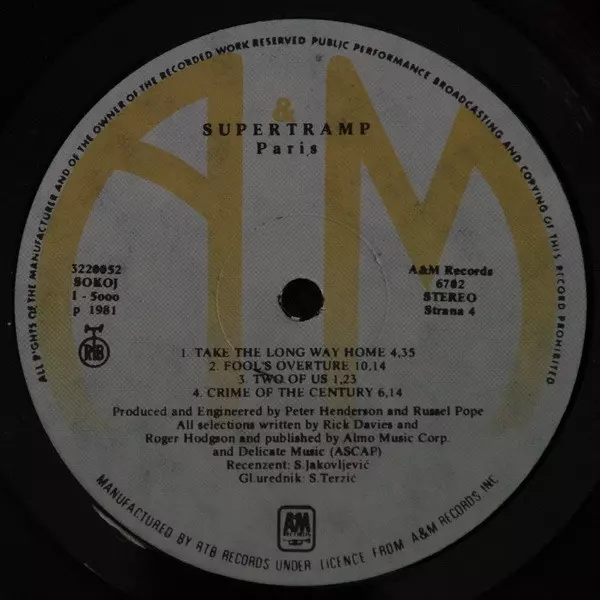 ALL RIGHTS OF THE MANUFACTURER AND OF THE OWNER OF THE RECORDED WORK RESERVED PUBLIC PERFORMANCE BROADCASTING AND COPYING OF THIS RECORD PROHIBITED
A&M
SUPERTRAMP
Paris
3220052
SOKOJ
I - 5000
p 1981
RTB
A&M Records
6702
STEREO
Strana 4
1. TAKE THE LONG WAY HOME 4,35
2. FOOL'S OVERTURE 10,14
3. TWO OF US 1,23
4. CRIME OF THE CENTURY 6,14
Produced and Engineered by Peter Henderson and Russel Pope
All selections written by Rick Davies and
Roger Hodgson and published by Almo Music Corp.
and Delicate Music (ASCAP)
Recenzent: S.Jakovljević
Gl.urednik: S.Terzić
A&M
RECORDS
MANUFACTURED BY RTB RECORDS UNDER LICENCE FROM A&M RECORDS INC